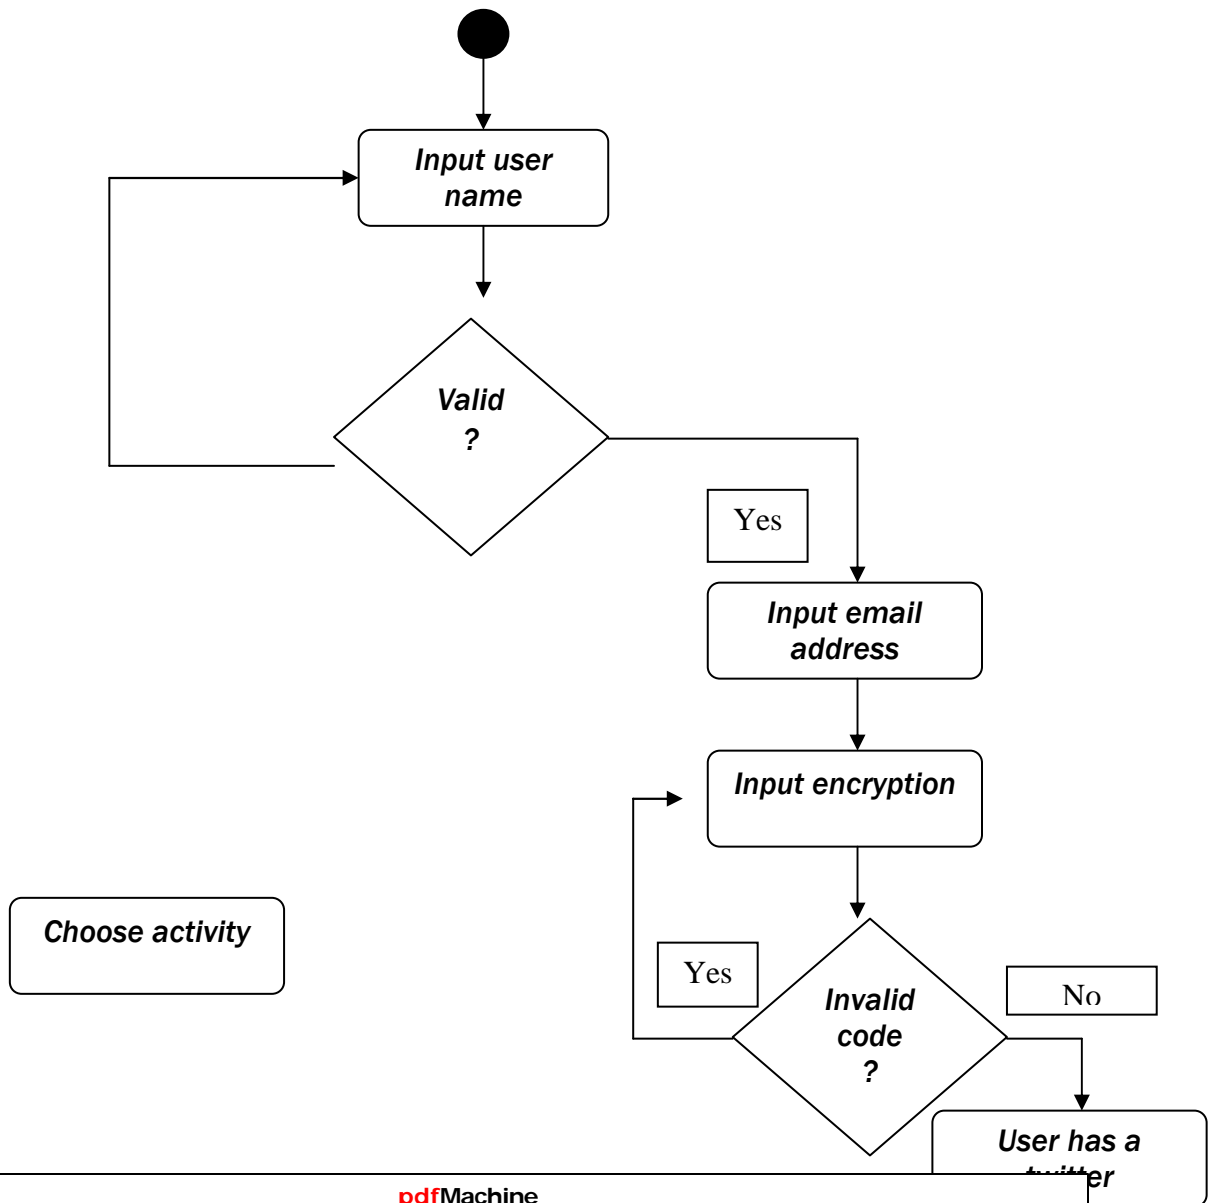 Input user
name
Valid
?
Yes
Input email
address
Input encryption
Choose activity
Yes
Invalid
code
?
No
User has a
twitter
pdfMachine